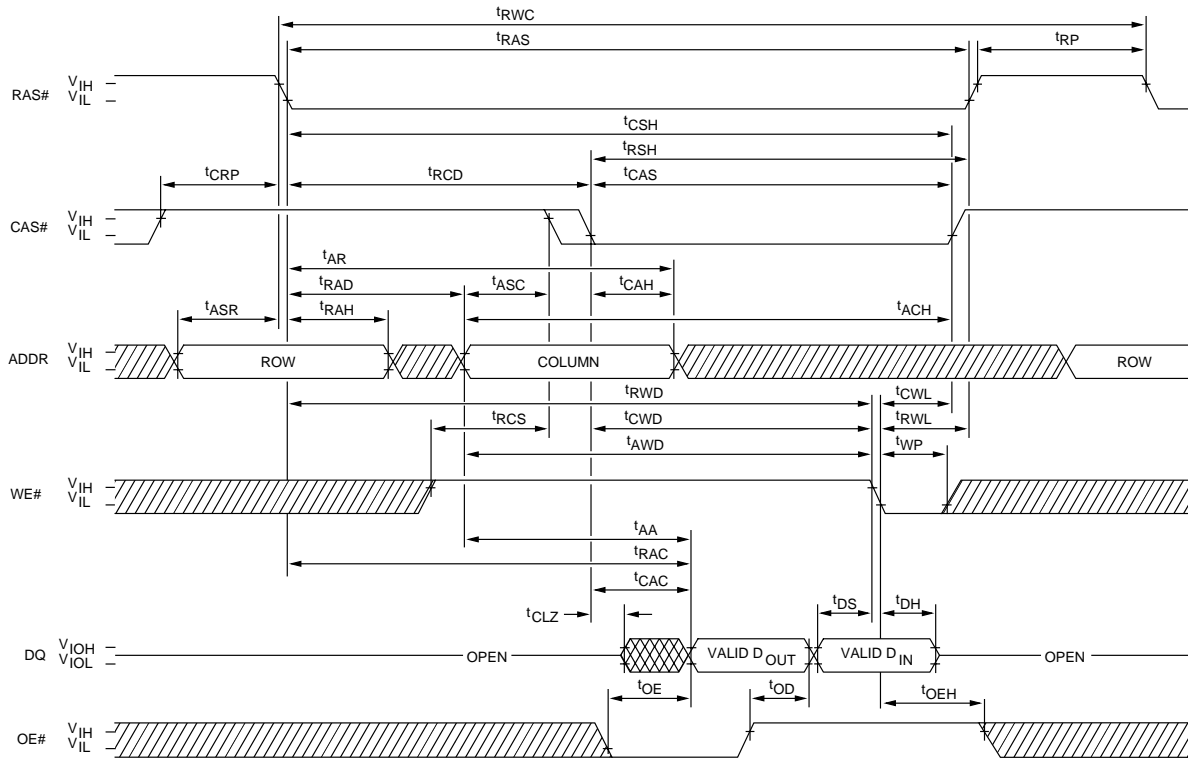 tRWC
tRAS tRP
RAS# VIH
VIL
tCSH
tRSH
tCRP tRCD tCAS
CAS# VIH
VIL
tAR
tRAD tASC tCAH
tASR tRAH tACH
ADDR VIH
VIL
ROW COLUMN ROW
tRWD tCWL
tRCS tCWD tRWL
tAWD tWP
WE# VIH
VIL
tAA
tRAC
tCAC
tCLZ tDS tDH
DQ VIOH
VIOL
OPEN VALID DOUT VALID DIN OPEN
tOE tOD tOEH
OE# VIH
VIL